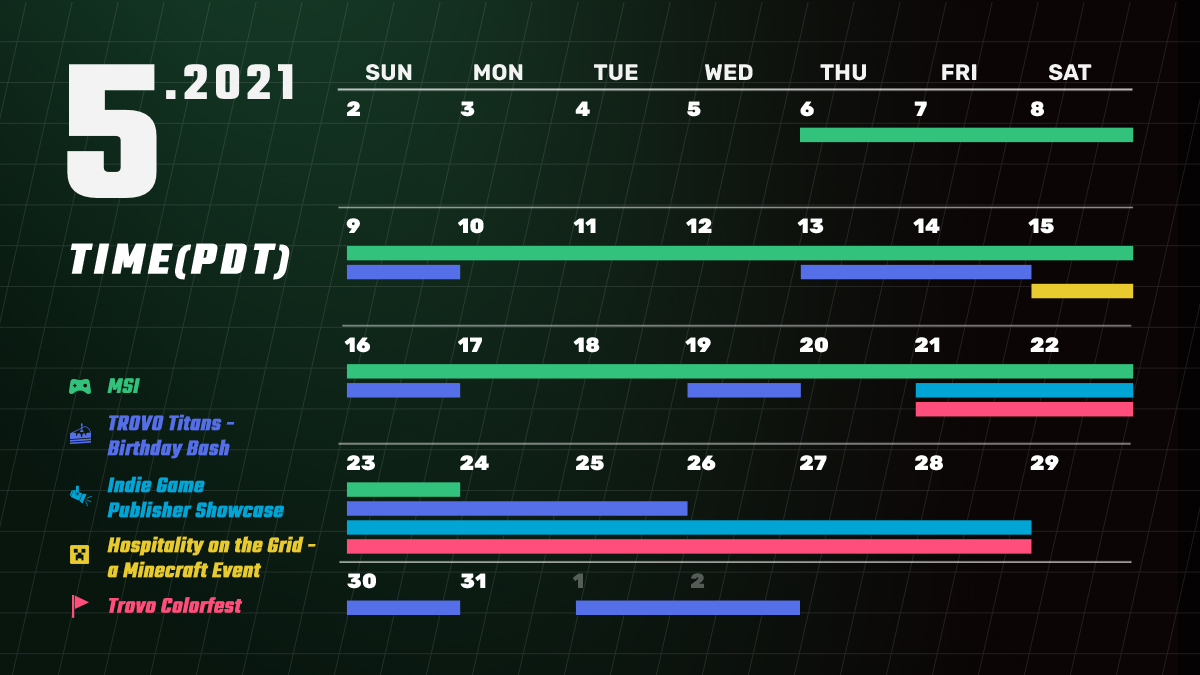 5.2021
TIME(PDT)
MSI
TROVO Titans -
Birthday Bash
Indie Game
Publisher Showcase
Hospitality on the Grid -
a Minecraft Event
Trovo Colorfest
SUN MON TUE WED THU FRI SAT
2 3 4 5 6 7 8
9 10 11 12 13 14 15
16 17 18 19 20 21 22
23 24 25 26 27 28 29
30 31 1 2